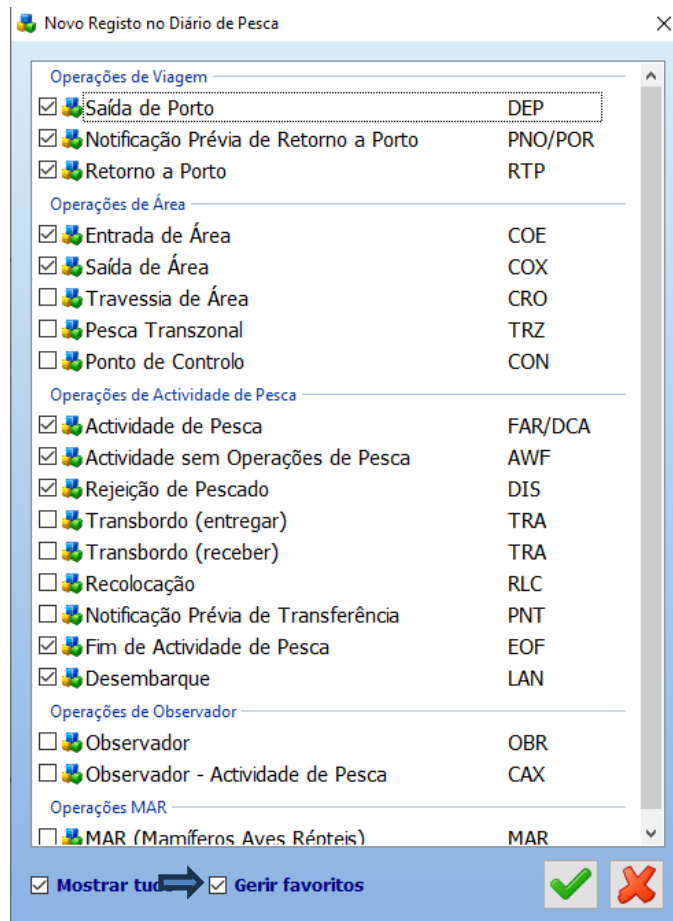 Novo Registo no Diário de Pesca
Operações de Viagem
Saída de Porto DEP
Notificação Prévia de Retorno a Porto PNO/POR
Retorno a Porto RTP
Operações de Área
Entrada de Área COE
Saída de Área COX
Travessia de Área CRO
Pesca Transzonal TRZ
Ponto de Controlo CON
Operações de Actividade de Pesca
Actividade de Pesca FAR/DCA
Actividade sem Operações de Pesca AWF
Rejeição de Pescado DIS
Transbordo (entregar) TRA
Transbordo (receber) TRA
Recolocação RLC
Notificação Prévia de Transferência PNT
Fim de Actividade de Pesca EOF
Desembarque LAN
Operações de Observador
Observador OBR
Observador - Actividade de Pesca CAX
Operações MAR
MAR (Mamíferos Aves Répteis) MAR
Mostrar tudo Gerir favoritos